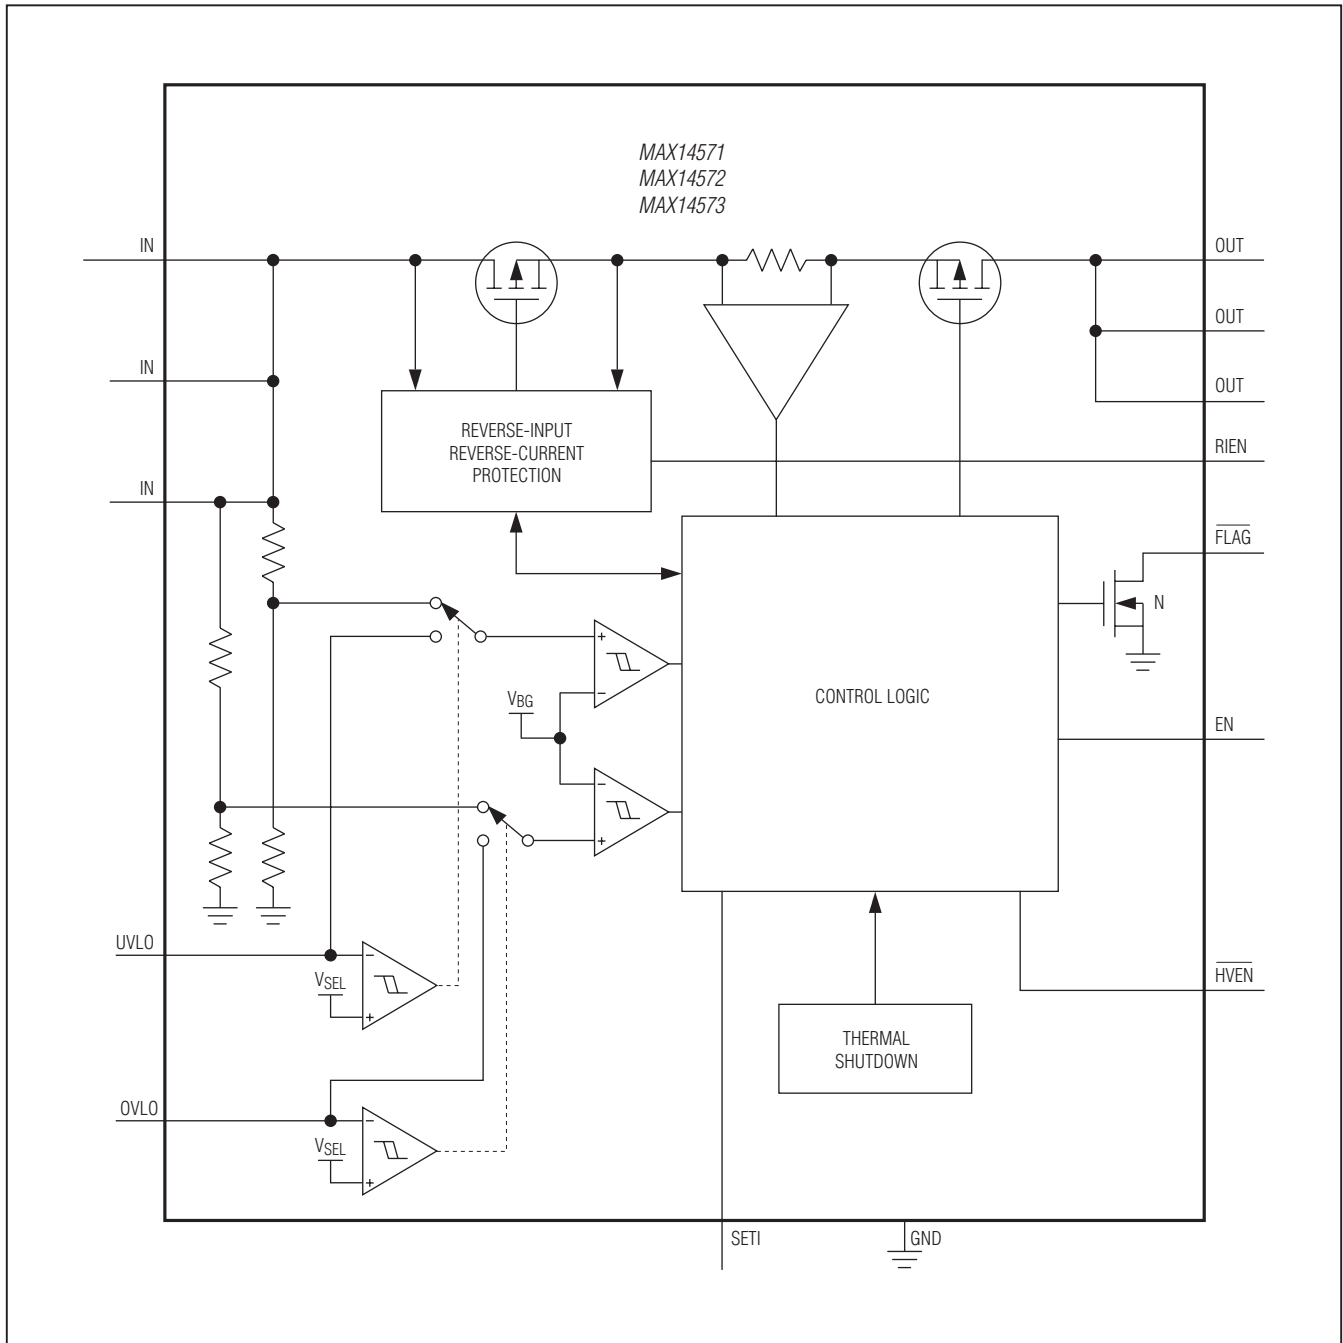 MAX14571
MAX14572
MAX14573
IN
OUT
OUT
IN
OUT
REVERSE-INPUT
REVERSE-CURRENT
PROTECTION
RIEN
IN
FLAG
N
+
−
VBG
CONTROL LOGIC
EN
−
+
UVLO
−
VSEL
+
HVEN
THERMAL
SHUTDOWN
OVLO
−
VSEL
+
SETI
GND